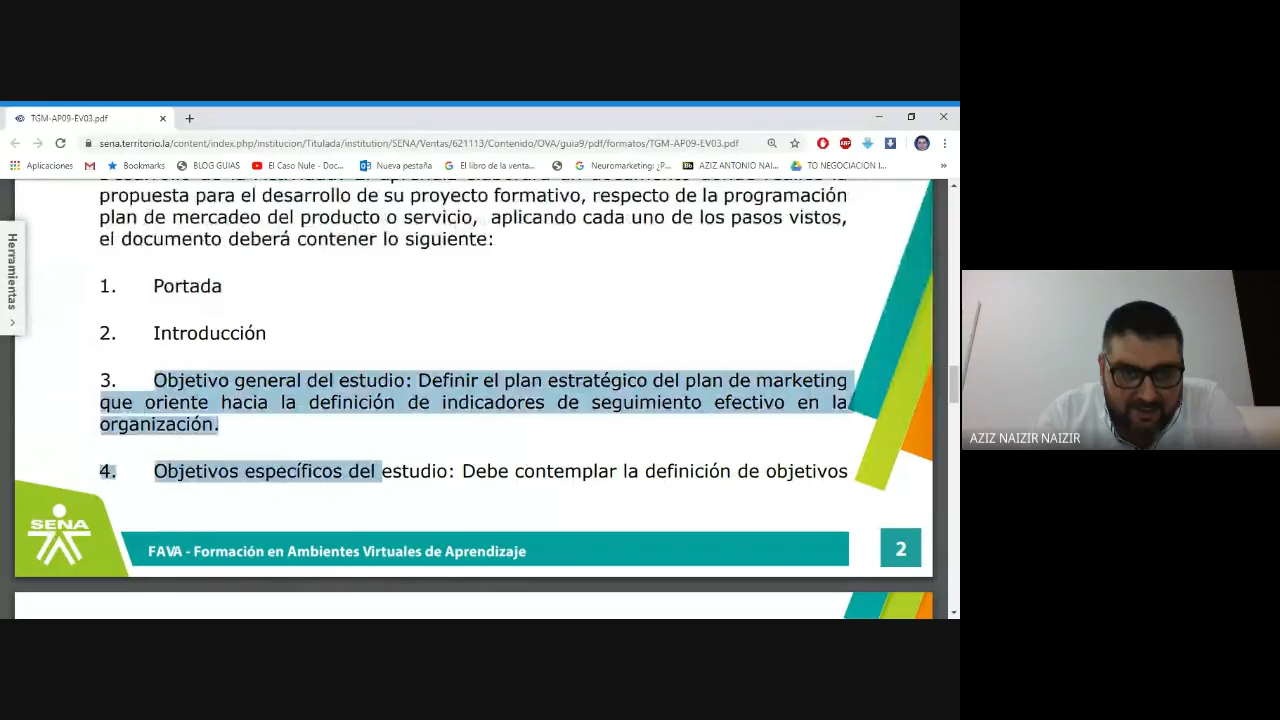 TGM-AP09-EV03.pdf
sena.territorio.la/content/index.php/institucion/Titulada/institution/SENA/Ventas/621113/Contenido/OVA/guia9/pdf/formatos/TGM-AP09-EV03.pdf
Aplicaciones Bookmarks BLOG GUIAS El Caso Nule - Doc... Nueva pestaña El libro de la venta... Neuromarketing: ¿P... AZIZ ANTONIO NAI... TO NEGOCIACION I...
propuesta para el desarrollo de su proyecto formativo, respecto de la programación
plan de mercadeo del producto o servicio, aplicando cada uno de los pasos vistos,
el documento deberá contener lo siguiente:
Herramientas
1. Portada
2. Introducción
3. Objetivo general del estudio: Definir el plan estratégico del plan de marketing
que oriente hacia la definición de indicadores de seguimiento efectivo en la
organización.
4. Objetivos específicos del estudio: Debe contemplar la definición de objetivos
SENA
FAVA - Formación en Ambientes Virtuales de Aprendizaje
2
AZIZ NAIZIR NAIZIR